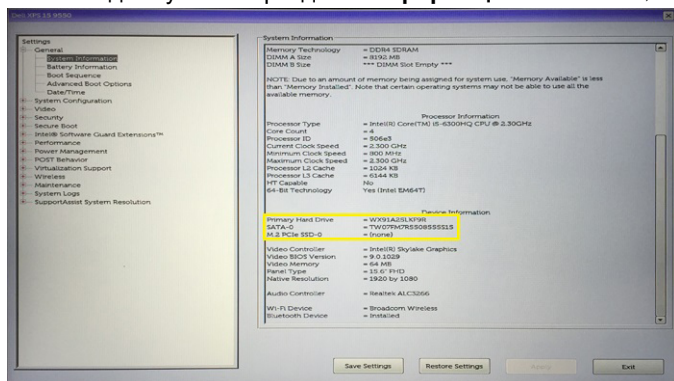 Dell XPS 15 9550
Settings
General
System Information
Battery Information
Boot Sequence
Advanced Boot Options
Date/Time
System Configuration
Video
Security
Secure Boot
Intel® Software Guard Extensions™
Performance
Power Management
POST Behavior
Virtualization Support
Wireless
Maintenance
System Logs
SupportAssist System Resolution
System Information
Memory Technology = DDR4 SDRAM
DIMM A Size = 8192 MB
DIMM B Size *** DIMM Slot Empty ***
NOTE: Due to an amount of memory being assigned for system use, "Memory Available" is less
than "Memory Installed". Note that certain operating systems may not be able to use all the
available memory.
Processor Information
Processor Type = Intel(R) Core(TM) i5-6300HQ CPU @ 2.30GHz
Core Count = 4
Processor ID = 506e3
Current Clock Speed = 2.300 GHz
Minimum Clock Speed = 800 MHz
Maximum Clock Speed = 2.300 GHz
Processor L2 Cache = 1024 KB
Processor L3 Cache = 6144 KB
HT Capable No
64-Bit Technology Yes (Intel EM64T)
Device Information
Primary Hard Drive = WX91A25LKF9R
SATA-0 = TW07FM7R5508555S15
M.2 PCIe SSD-0 = (none)
Video Controller = Intel(R) Skylake Graphics
Video BIOS Version = 9.0.1029
Video Memory = 64 MB
Panel Type = 15.6" FHD
Native Resolution = 1920 by 1080
Audio Controller = Realtek ALC3266
Wi-Fi Device = Broadcom Wireless
Bluetooth Device = Installed
Save Settings
Restore Settings
Apply
Exit